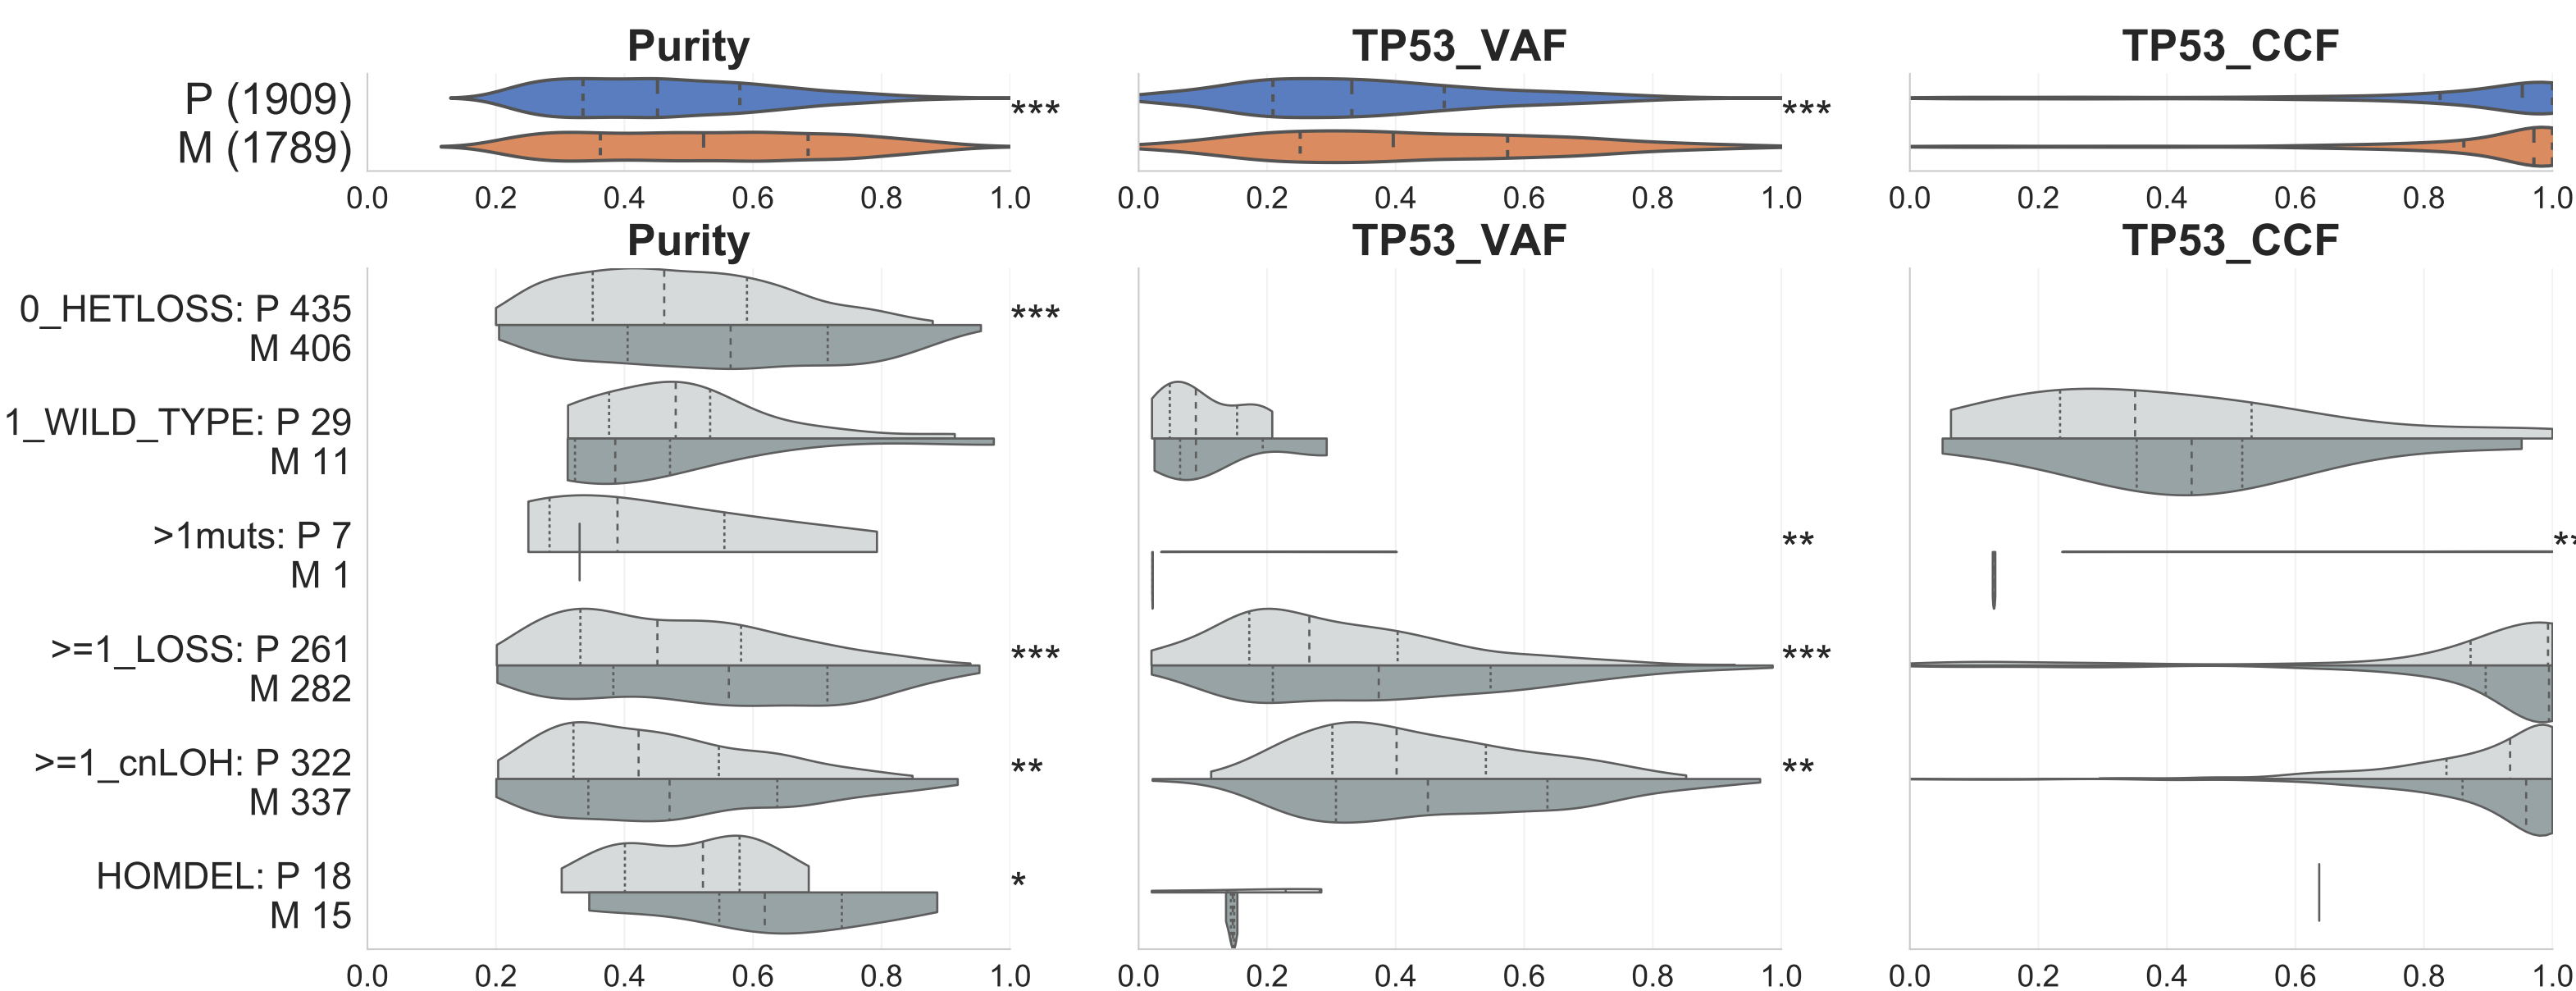 Purity TP53_VAF TP53_CCF
P (1909) *** ***
M (1789)
0.0 0.2 0.4 0.6 0.8 1.0 0.0 0.2 0.4 0.6 0.8 1.0 0.0 0.2 0.4 0.6 0.8 1.0
Purity TP53_VAF TP53_CCF
0_HETLOSS: P 435 ***
M 406
1_WILD_TYPE: P 29
M 11
>1muts: P 7 ** **
M 1
>=1_LOSS: P 261 *** ***
M 282
>=1_cnLOH: P 322 ** **
M 337
HOMDEL: P 18 *
M 15
0.0 0.2 0.4 0.6 0.8 1.0 0.0 0.2 0.4 0.6 0.8 1.0 0.0 0.2 0.4 0.6 0.8 1.0